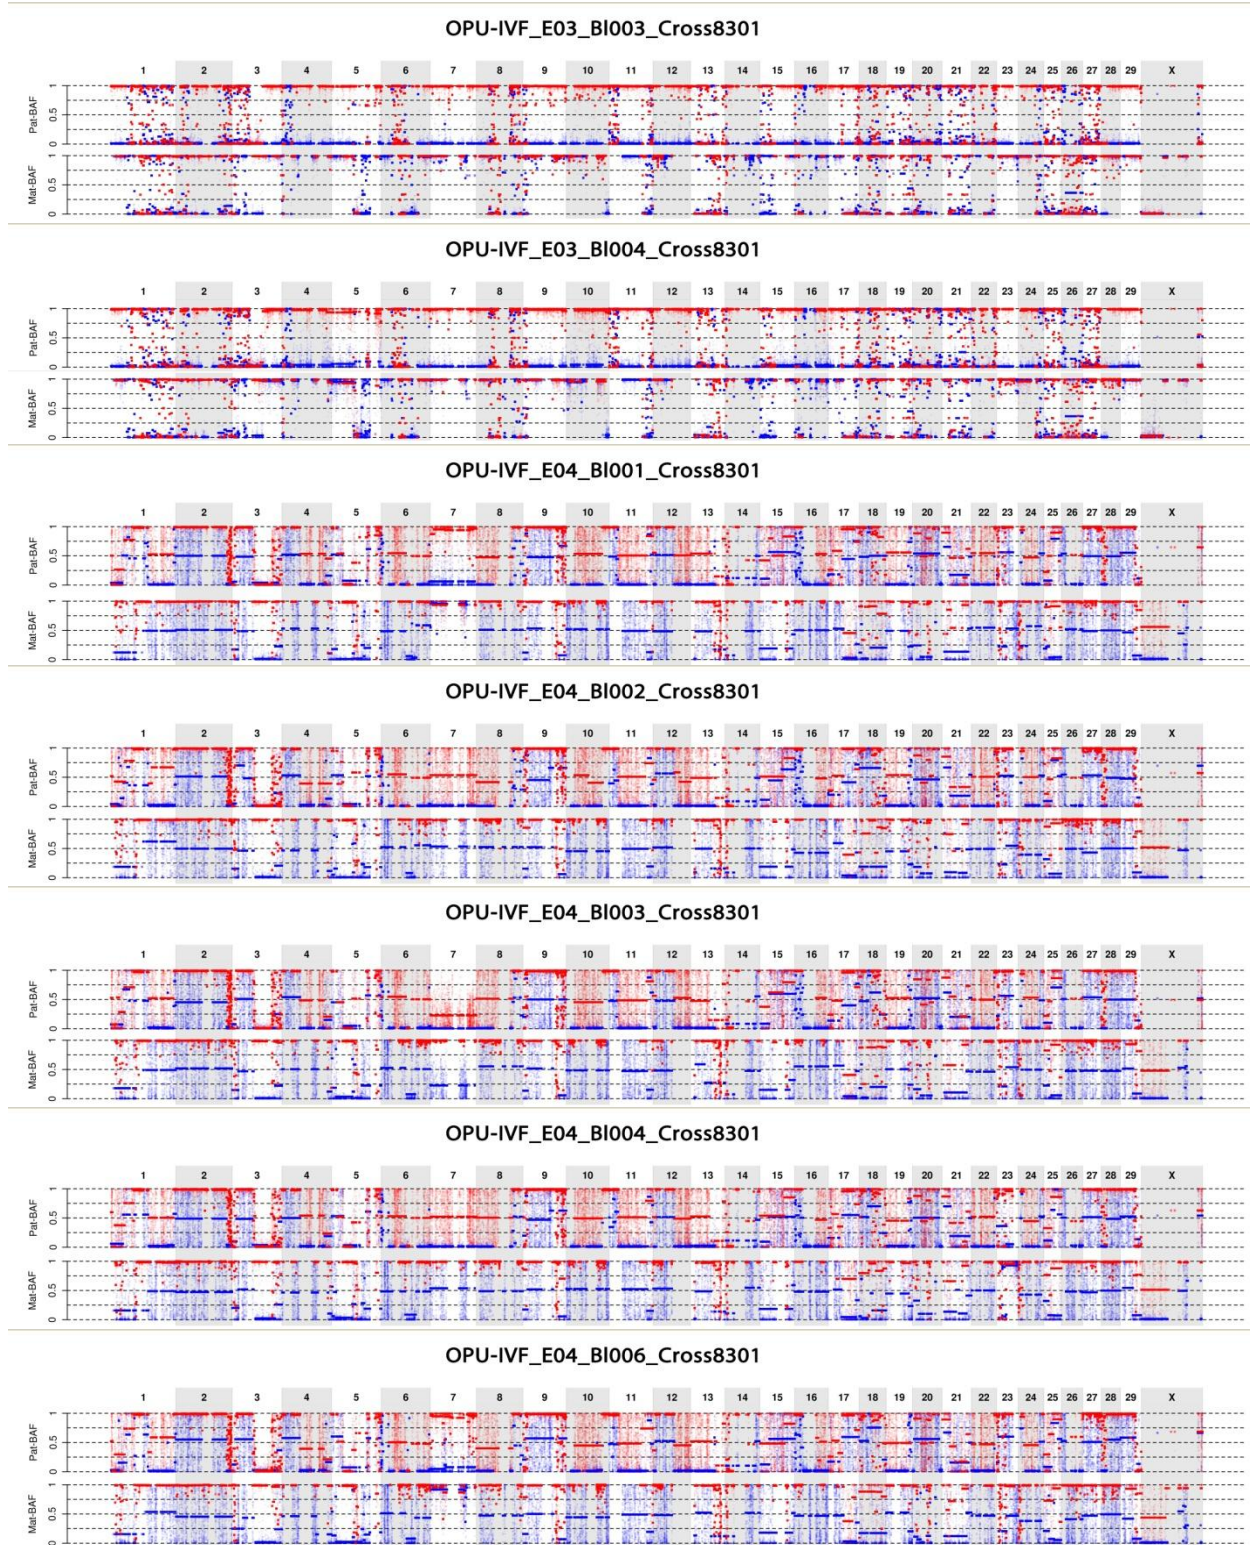 OPU-IVF_E03_Bl003_Cross8301
1 2 3 4 5 6 7 8 9 10 11 12 13 14 15 16 17 18 19 20 21 22 23 24 25 26 27 28 29 X
Pat-BAF 1 0.5 0
Mat-BAF 1 0.5 0
OPU-IVF_E03_Bl004_Cross8301
1 2 3 4 5 6 7 8 9 10 11 12 13 14 15 16 17 18 19 20 21 22 23 24 25 26 27 28 29 X
Pat-BAF 1 0.5 0
Mat-BAF 1 0.5 0
OPU-IVF_E04_Bl001_Cross8301
1 2 3 4 5 6 7 8 9 10 11 12 13 14 15 16 17 18 19 20 21 22 23 24 25 26 27 28 29 X
Pat-BAF 1 0.5 0
Mat-BAF 1 0.5 0
OPU-IVF_E04_Bl002_Cross8301
1 2 3 4 5 6 7 8 9 10 11 12 13 14 15 16 17 18 19 20 21 22 23 24 25 26 27 28 29 X
Pat-BAF 1 0.5 0
Mat-BAF 1 0.5 0
OPU-IVF_E04_Bl003_Cross8301
1 2 3 4 5 6 7 8 9 10 11 12 13 14 15 16 17 18 19 20 21 22 23 24 25 26 27 28 29 X
Pat-BAF 1 0.5 0
Mat-BAF 1 0.5 0
OPU-IVF_E04_Bl004_Cross8301
1 2 3 4 5 6 7 8 9 10 11 12 13 14 15 16 17 18 19 20 21 22 23 24 25 26 27 28 29 X
Pat-BAF 1 0.5 0
Mat-BAF 1 0.5 0
OPU-IVF_E04_Bl006_Cross8301
1 2 3 4 5 6 7 8 9 10 11 12 13 14 15 16 17 18 19 20 21 22 23 24 25 26 27 28 29 X
Pat-BAF 1 0.5 0
Mat-BAF 1 0.5 0